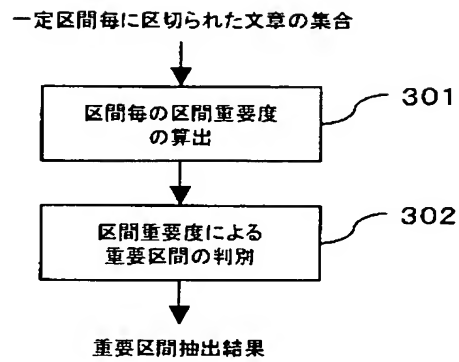 一定区間毎に区切られた文章の集合
区間毎の区間重要度
の算出
301
区間重要度による
重要区間の判別
302
重要区間抽出結果